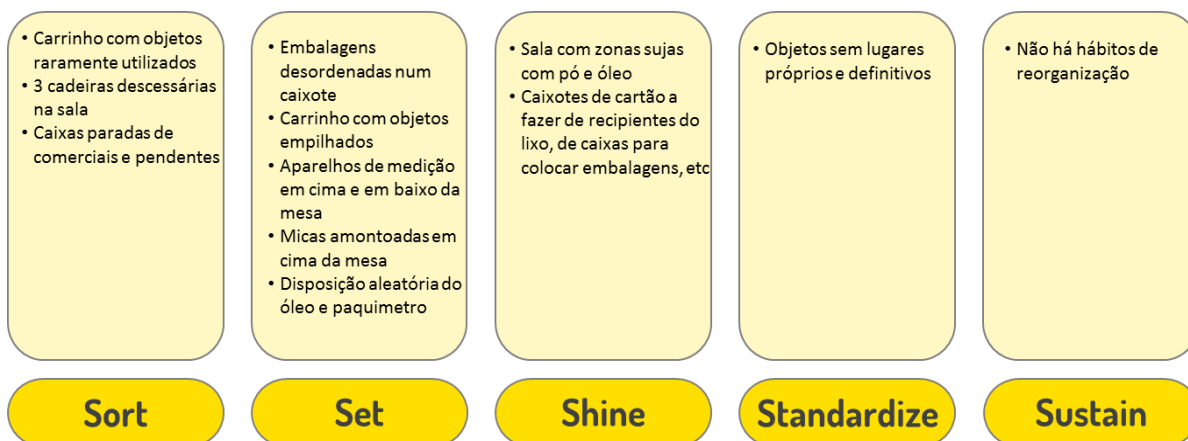 • Carrinho com objetos
raramente utilizados
• 3 cadeiras descessárias
na sala
• Caixas paradas de
comerciais e pendentes
• Embalagens
desordenadas num
caixote
• Carrinho com objetos
empilhados
• Aparelhos de medição
em cima e em baixo da
mesa
• Micas amontoadas em
cima da mesa
• Disposição aleatória do
óleo e paquimetro
• Sala com zonas sujas
com pó e óleo
• Caixotes de cartão a
fazer de recipientes do
lixo, de caixas para
colocar embalagens, etc
• Objetos sem lugares
próprios e definitivos
• Não há hábitos de
reorganização
Sort
Set
Shine
Standardize
Sustain